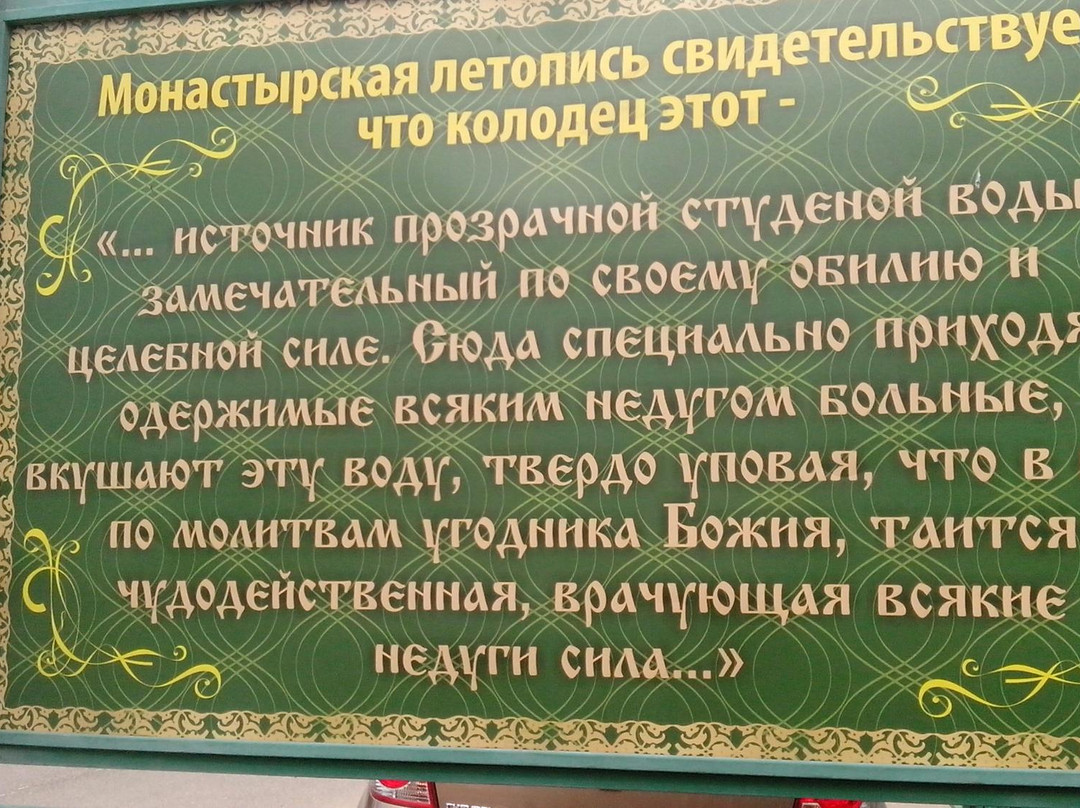 Монастырская летопись свидетельствуе
что колодец этот -
«... источник прозрачной студеной воды
замечательный по своему обилию и
целебной силе. Сюда специально приходя
одержимые всяким недугом больные,
вкушают эту воду, твердо уповая, что в
по молитвам угодника Божия, таится
чудодейственная, врачующая всякие
недуги сила...»